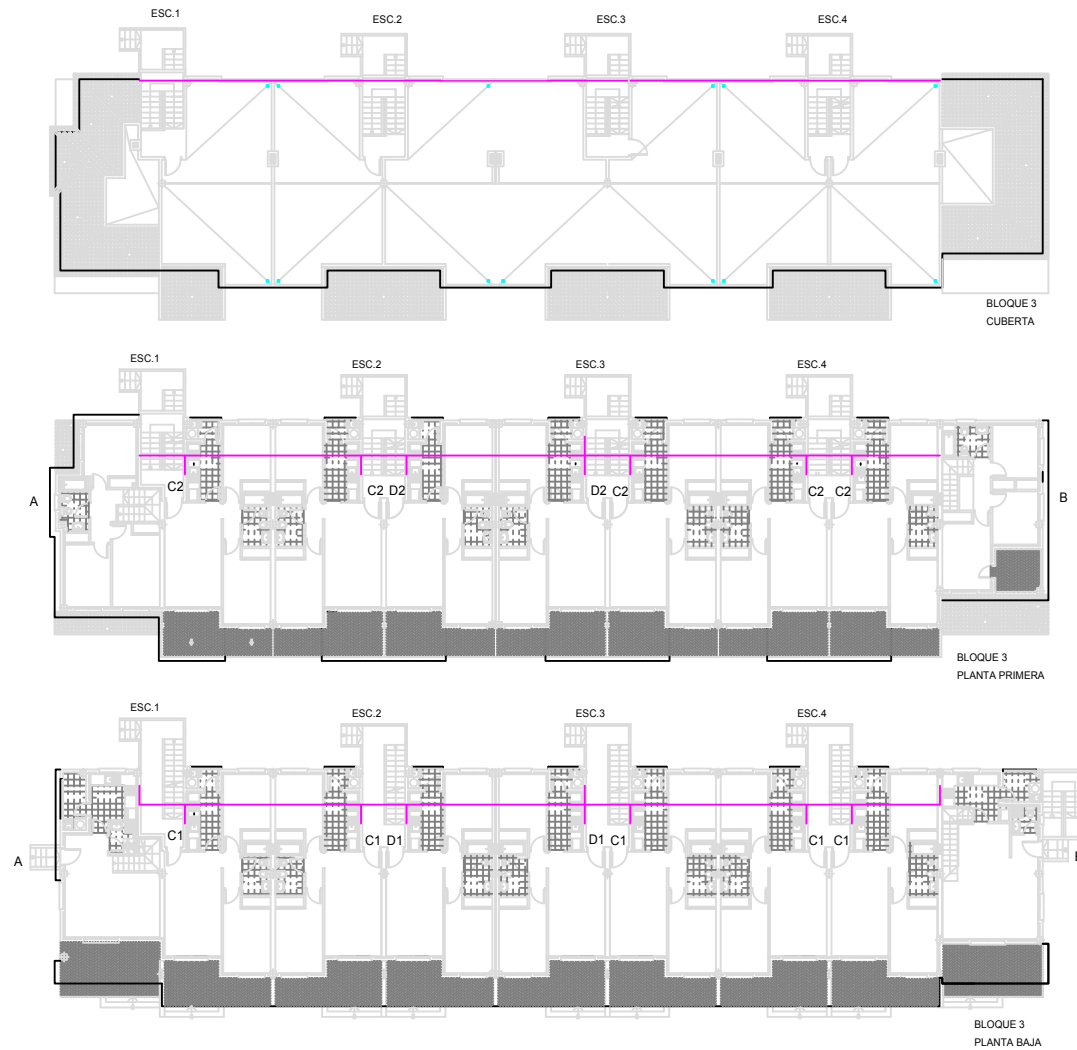 ESC.1
ESC.2
ESC.3
ESC.4
BLOQUE 3
CUBERTA
ESC.1
ESC.2
ESC.3
ESC.4
A
C2
C2
D2
D2
C2
C2
C2
B
BLOQUE 3
PLANTA PRIMERA
ESC.1
ESC.2
ESC.3
ESC.4
A
C1
C1
D1
D1
C1
C1
C1
BLOQUE 3
PLANTA BAJA